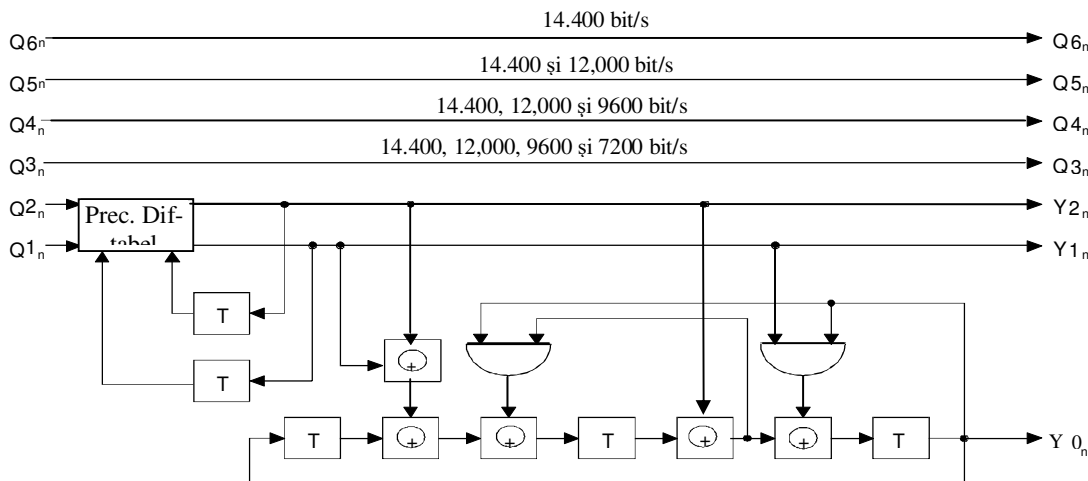 14.400 bit/s
Q6n Q6n
14.400 și 12,000 bit/s
Q5n Q5n
14.400, 12,000 și 9600 bit/s
Q4n Q4n
14.400, 12,000, 9600 și 7200 bit/s
Q3n Q3n
Q2n Prec. Dif- Y2n
Q1n tabel Y1n
T
+
T
T + + T + + T Y 0n